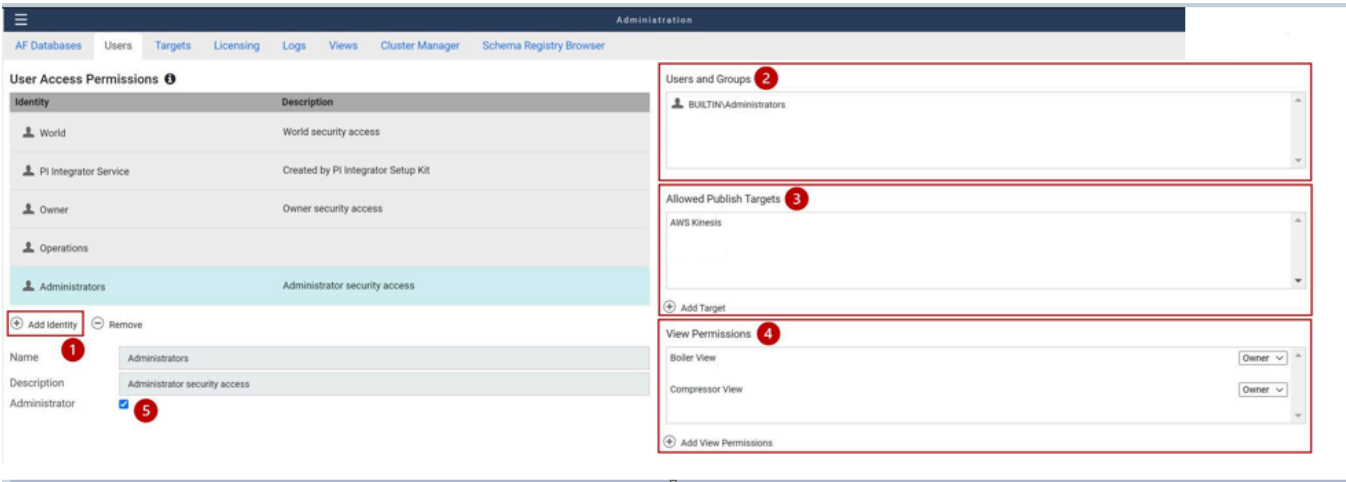 Administration
AF Databases Users Targets Licensing Logs Views Cluster Manager Schema Registry Browser
User Access Permissions
Identity Description
World World security access
PI Integrator Service Created by PI Integrator Setup Kit
Owner Owner security access
Operations
Administrators Administrator security access
Add Identity Remove
1
Name Administrators
Description Administrator security access
Administrator 5
Users and Groups 2
BUILTIN\Administrators
Allowed Publish Targets 3
AWS Kinesis
Add Target
View Permissions 4
Boiler View Owner
Compressor View Owner
Add View Permissions